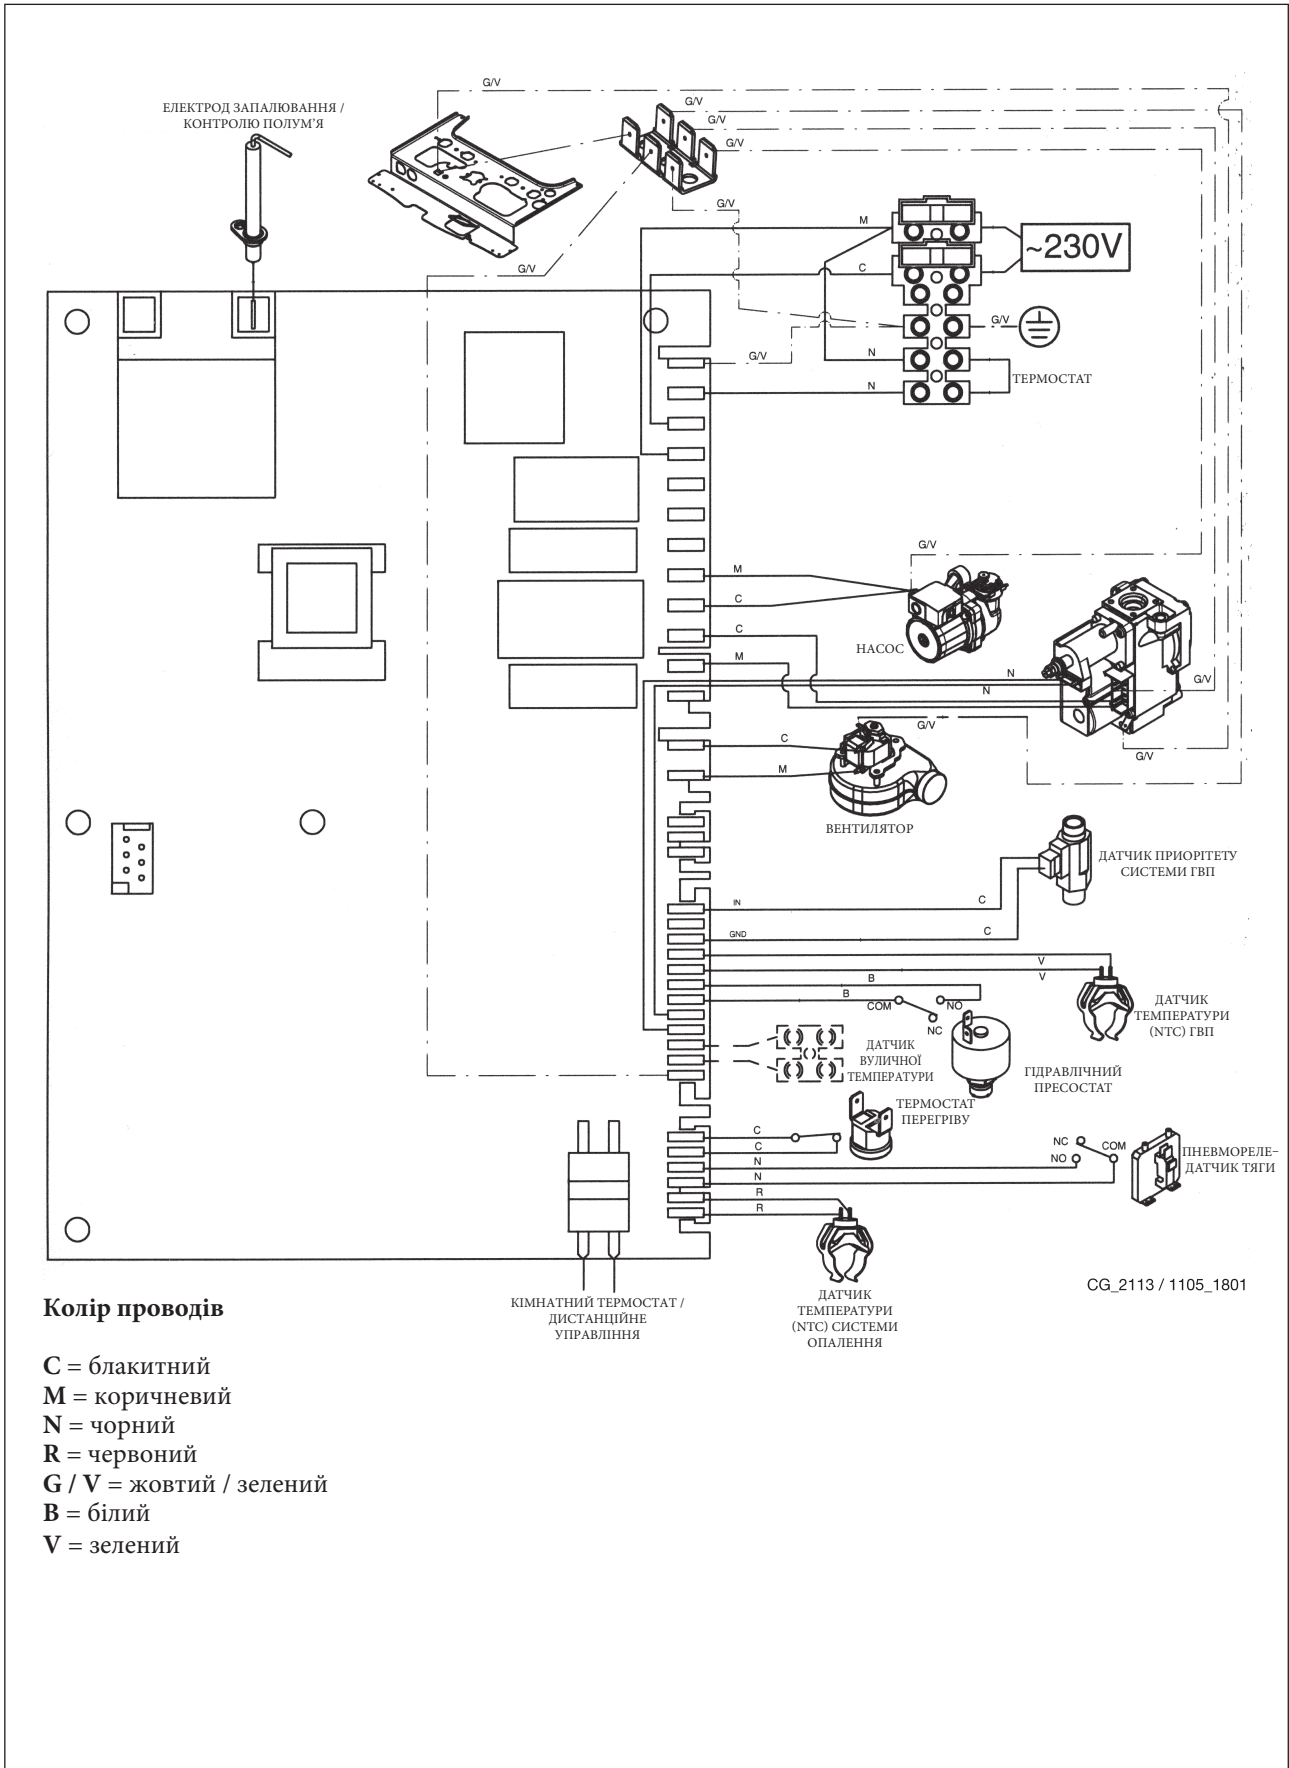 G/V
ЕЛЕКТРОД ЗАПАЛЮВАННЯ /
КОНТРОЛЮ ПОЛУМ'Я
G/V
G/V
G/V
G/V
M
~230V
C
G/V
G/V
G/V
N
ТЕРМОСТАТ
N
G/V
M
C
НАСОС
C
M
N
N
G/V
G/V
G/V
C
M
ВЕНТИЛЯТОР
ДАТЧИК ПРИОРІТЕТУ
СИСТЕМИ ГВП
IN
C
GND
C
V
V
B
B
COM
NO
NC
ДАТЧИК
ТЕМПЕРАТУРИ
(NTC) ГВП
ДАТЧИК
ВУЛИЧНОЇ
ТЕМПЕРАТУРИ
ГІДРАВЛІЧНИЙ
ПРЕСОСТАТ
ТЕРМОСТАТ
ПЕРЕГРІВУ
C
C
N
N
R
R
NC
NO
COM
ПНЕВМОРЕЛЕ–
ДАТЧИК ТЯГИ
CG_2113 / 1105_1801
КІМНАТНИЙ ТЕРМОСТАТ /
ДИСТАНЦІЙНЕ
УПРАВЛІННЯ
ДАТЧИК
ТЕМПЕРАТУРИ
(NTC) СИСТЕМИ
ОПАЛЕННЯ
Колір проводів
C = блакитний
M = коричневий
N = чорний
R = червоний
G / V = жовтий / зелений
B = білий
V = зелений